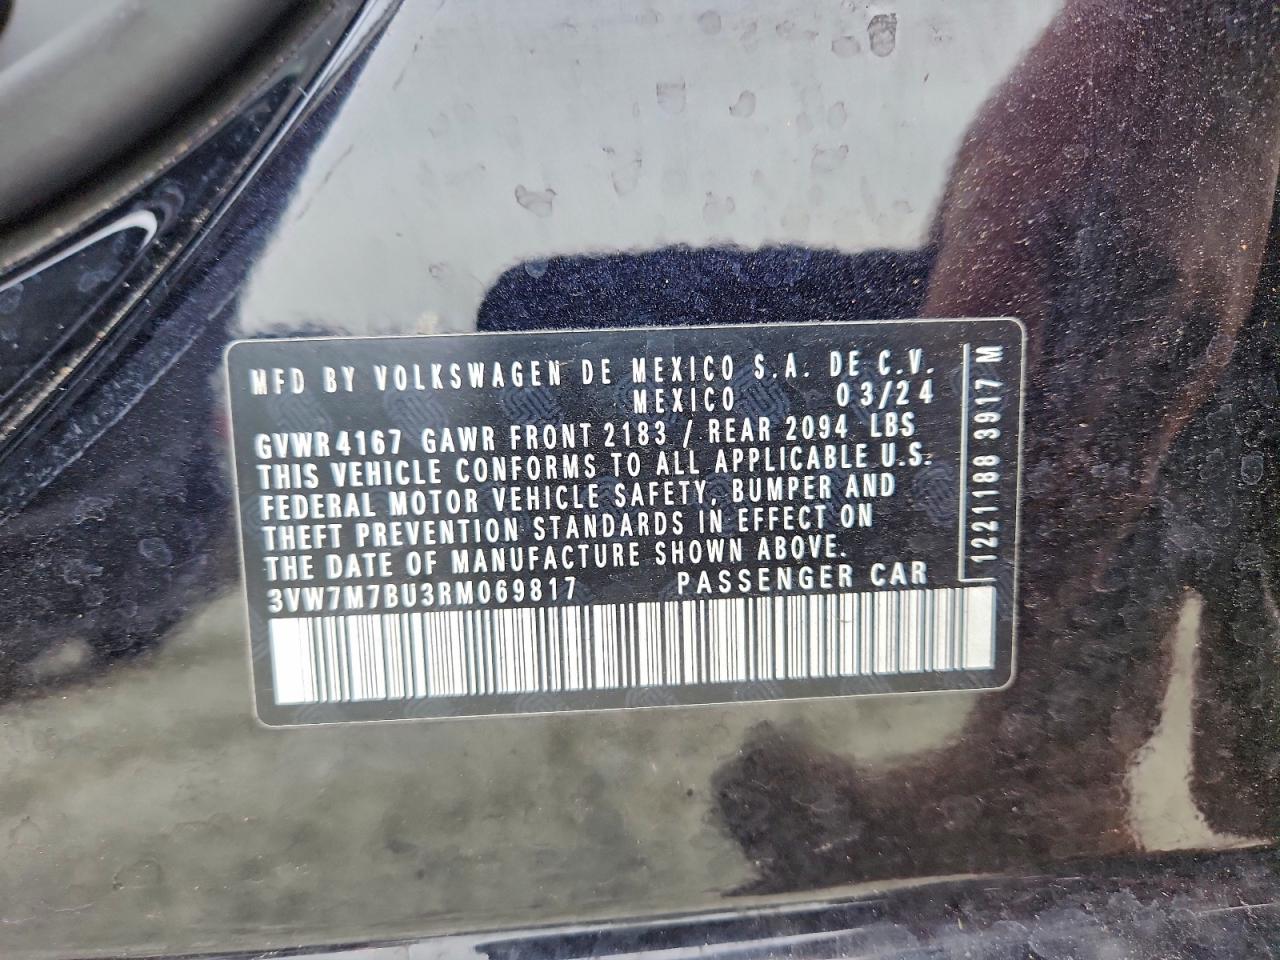 MFD BY VOLKSWAGEN DE MEXICO S.A. DE C.V.
MEXICO 03/24
GVWR 4167 GAWR FRONT 2183 / REAR 2094 LBS
THIS VEHICLE CONFORMS TO ALL APPLICABLE U.S.
FEDERAL MOTOR VEHICLE SAFETY, BUMPER AND
THEFT PREVENTION STANDARDS IN EFFECT ON
THE DATE OF MANUFACTURE SHOWN ABOVE.
3VW7M7BU3RM069817 PASSENGER CAR
1221188 3917 M